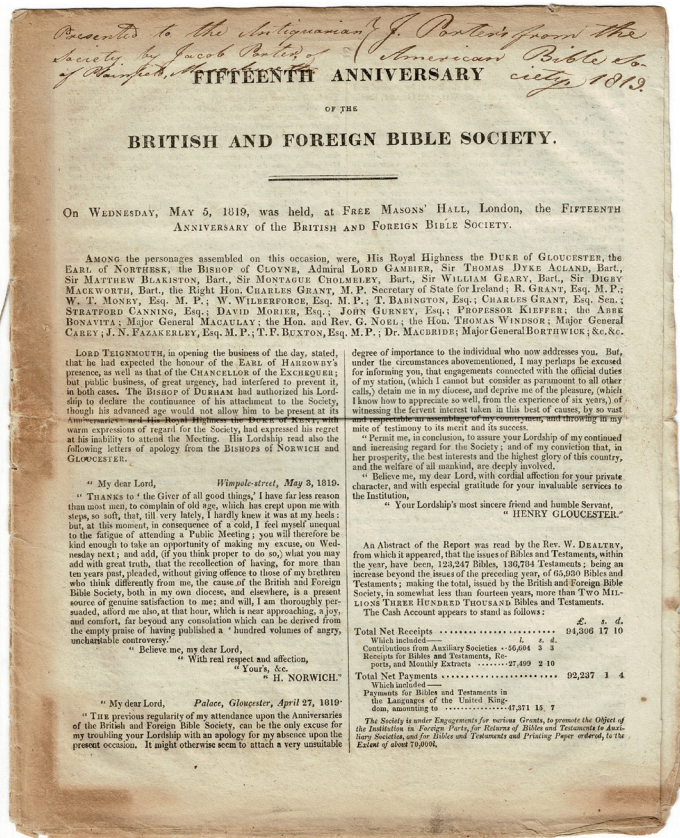 Presented to the Antiquarian
Society by Jacob Porter, of
of Plainfield,
J. Porter, from the
American Bible So-
ciety, 1819.
FIFTEENTH ANNIVERSARY
OF THE
BRITISH AND FOREIGN BIBLE SOCIETY.
On WEDNESDAY, MAY 5, 1819, was held, at FREE MASONS' HALL, London, the FIFTEENTH
ANNIVERSARY of the BRITISH AND FOREIGN BIBLE SOCIETY.
AMONG the personages assembled on this occasion, were, His Royal Highness the DUKE of GLOUCESTER, the
EARL of NORTHESK, the BISHOP of CLOYNE, Admiral LORD GAMBIER, Sir THOMAS DYKE ACLAND, Bart.,
Sir MATTHEW BLAKISTON, Bart., Sir MONTAGUE CHOLMELEY, Bart., Sir WILLIAM GEARY, Bart., Sir DIGBY
MACKWORTH, Bart., the Right Hon. CHARLES GRANT, M. P. Secretary of State for Ireland; R. GRANT, Esq. M. P.;
W. T. MONEY, Esq. M. P.; W. WILBERFORCE, Esq. M. P.; T. BABINGTON, Esq.; CHARLES GRANT, Esq. Sen.;
STRATFORD CANNING, Esq.; DAVID MORIER, Esq.; JOHN GURNEY, Esq.; PROFESSOR KIEFFER; the ABBE
BONAVITA; Major General MACAULAY; the Hon. and Rev. G. NOEL; the Hon. THOMAS WINDSOR; Major General
CAREY; J. N. FAZAKERLEY, Esq. M. P.; T. F. BUXTON, Esq. M. P.; Dr. MACBRIDE; Major General BORTHWICK; &c. &c.
LORD TEIGNMOUTH, in opening the business of the day, stated,
that he had expected the honour of the EARL of HARROWBY'S
presence, as well as that of the CHANCELLOR of the EXCHEQUER;
but public business, of great urgency, had interfered to prevent it,
in both cases. The BISHOP of DURHAM had authorized his Lord-
ship to declare the continuance of his attachment to the Society,
though his advanced age would not allow him to be present at its
Anniversaries: and His Royal Highness the DUKE of KENT, with
warm expressions of regard for the Society, had expressed his regret
at his inability to attend the Meeting. His Lordship read also the
following letters of apology from the BISHOPS of NORWICH and
GLOUCESTER.
" My dear Lord, Wimpole-street, May 3, 1819.
" THANKS to ' the Giver of all good things,' I have far less reason
than most men, to complain of old age, which has crept upon me with
steps, so soft, that, till very lately, I hardly knew it was at my heels:
but, at this moment, in consequence of a cold, I feel myself unequal
to the fatigue of attending a Public Meeting; you will therefore be
kind enough to take an opportunity of making my excuse, on Wed-
nesday next; and add, (if you think proper to do so,) what you may
add with great truth, that the recollection of having, for more than
ten years past, pleaded, without giving offence to those of my brethren
who think differently from me, the cause of the British and Foreign
Bible Society, both in my own diocese, and elsewhere, is a present
source of genuine satisfaction to me; and will, I am thoroughly per-
suaded, afford me also, at that hour, which is near approaching, a joy,
and comfort, far beyond any consolation which can be derived from
the empty praise of having published a ' hundred volumes of angry,
uncharitable controversy.'
" Believe me, my dear Lord,
" With real respect and affection,
" Your's, &c.
" H. NORWICH."
" My dear Lord, Palace, Gloucester, April 27, 1819·
" THE previous regularity of my attendance upon the Anniversaries
of the British and Foreign Bible Society, can be the only excuse for
my troubling your Lordship with an apology for my absence upon the
present occasion. It might otherwise seem to attach a very unsuitable
degree of importance to the individual who now addresses you. But,
under the circumstances abovementioned, I may perhaps be excused
for informing you, that engagements connected with the official duties
of my station, (which I cannot but consider as paramount to all other
calls,) detain me in my diocese, and deprive me of the pleasure, (which
I know how to appreciate so well, from the experience of six years,) of
witnessing the fervent interest taken in this best of causes, by so vast
and respectable an assemblage of my countrymen, and throwing in my
mite of testimony to its merit and its success.
" Permit me, in conclusion, to assure your Lordship of my continued
and increasing regard for the Society; and of my conviction that, in
her prosperity, the best interests and the highest glory of this country,
and the welfare of all mankind, are deeply involved.
" Believe me, my dear Lord, with cordial affection for your private
character, and with especial gratitude for your invaluable services to
the Institution,
" Your Lordship's most sincere friend and humble Servant,
" HENRY GLOUCESTER."
An Abstract of the Report was read by the Rev. W. DEALTRY,
from which it appeared, that the issues of Bibles and Testaments, within
the year, have been, 123,247 Bibles, 136,784 Testaments; being an
increase beyond the issues of the preceding year, of 65,930 Bibles and
Testaments; making the total, issued by the British and Foreign Bible
Society, in somewhat less than fourteen years, more than TWO MIL-
LIONS THREE HUNDRED THOUSAND Bibles and Testaments.
The Cash Account appears to stand as follows:
£. s. d.
Total Net Receipts 94,306 17 10
Which included— l. s. d.
Contributions from Auxiliary Societies 56,604 3 3
Receipts for Bibles and Testaments, Re-
ports, and Monthly Extracts 27,499 2 10
Total Net Payments 92,237 1 4
Which included—
Payments for Bibles and Testaments in
the Languages of the United King-
dom, amounting to 47,371 15 7
The Society is under Engagements for various Grants, to promote the Object of
the Institution in Foreign Parts, for Returns of Bibles and Testaments to Auxi-
liary Societies, and for Bibles and Testaments and Printing Paper ordered, to the
Extent of about 70,000l.